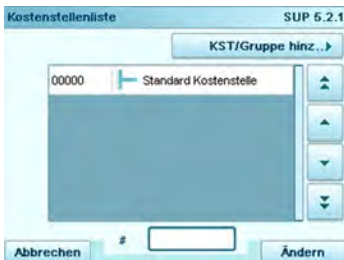 Kostenstellenliste SUP 5.2.1
KST/Gruppe hinz..
00000 Standard Kostenstelle
#
Abbrechen Ändern